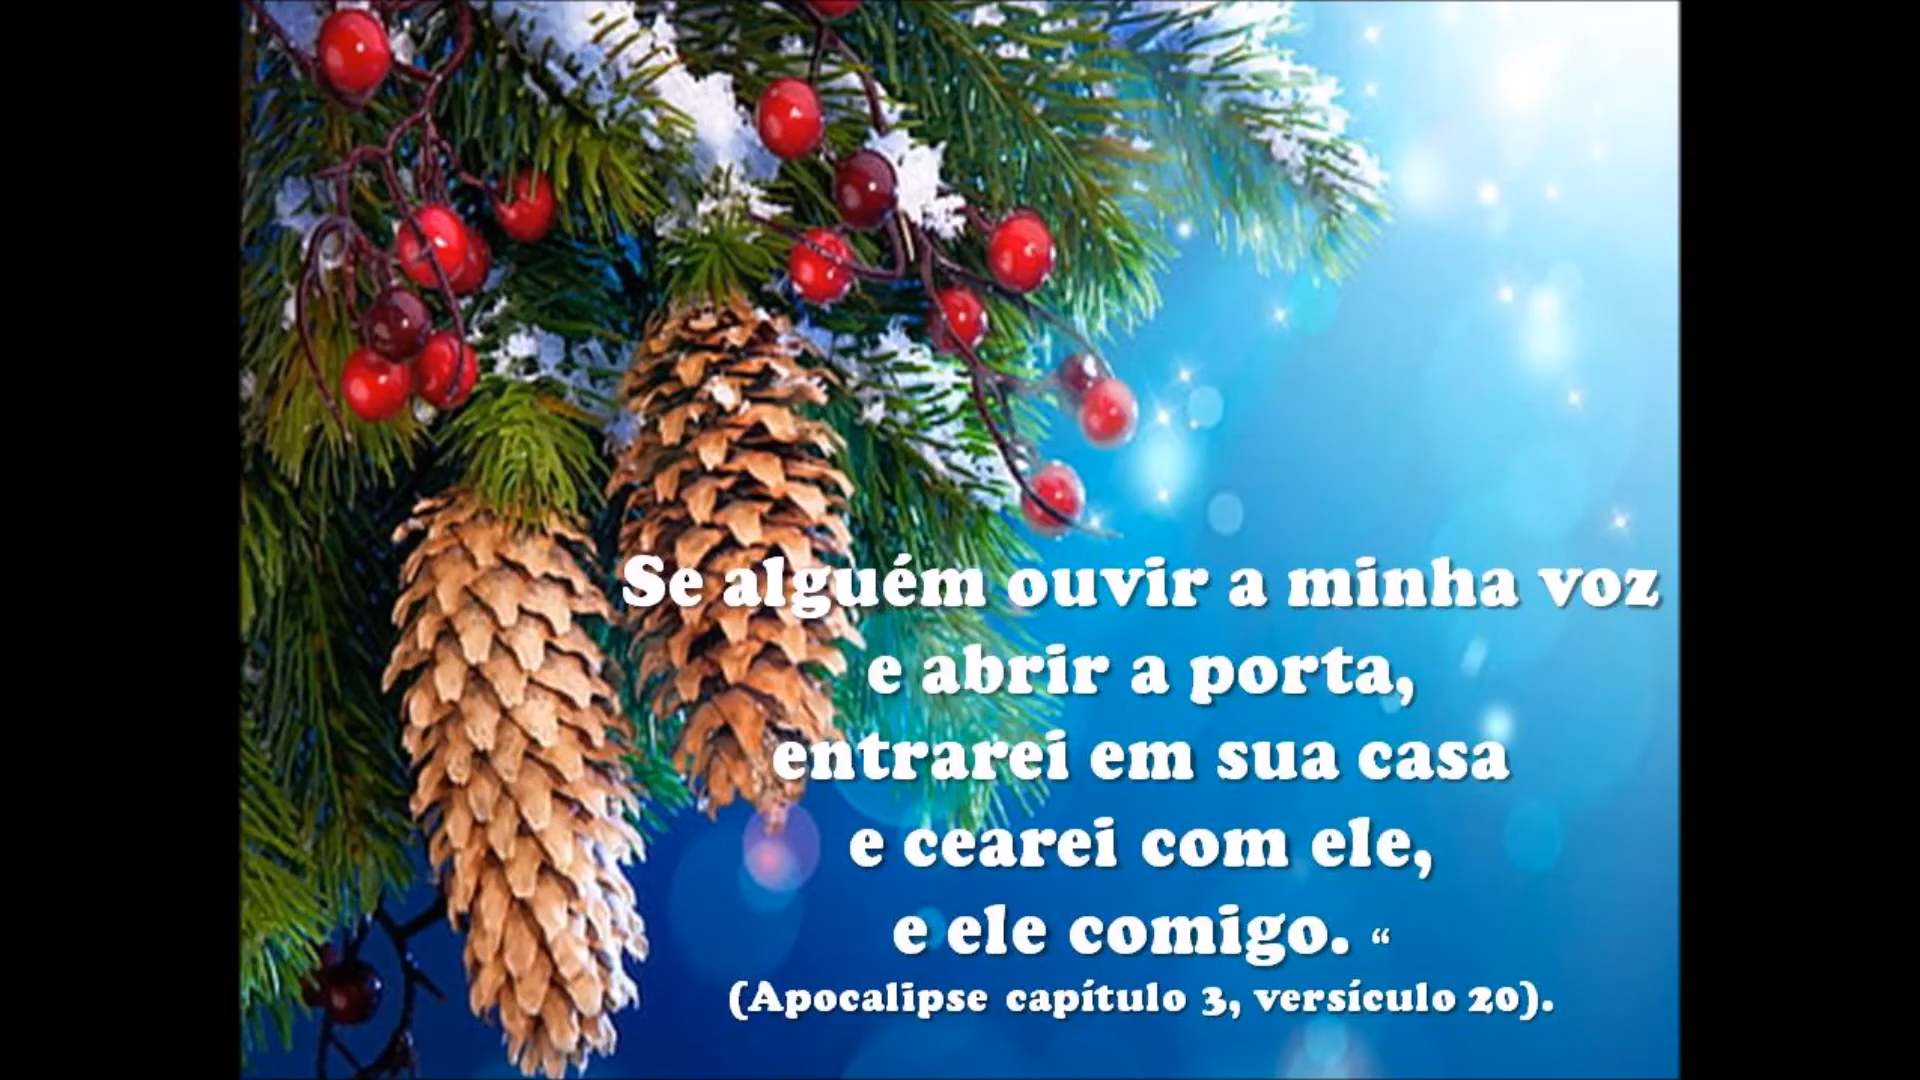 Se alguém ouvir a minha voz
e abrir a porta,
entrarei em sua casa
e cearei com ele,
e ele comigo. “
(Apocalipse capítulo 3, versículo 20).